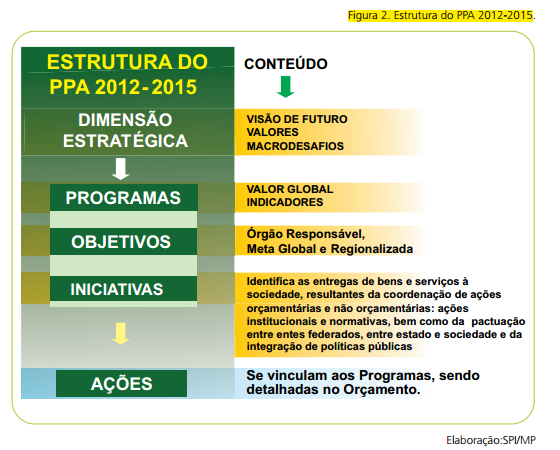 Figura 2. Estrutura do PPA 2012-2015.
ESTRUTURA DO
PPA 2012-2015
CONTEÚDO
DIMENSÃO
ESTRATÉGICA
VISÃO DE FUTURO
VALORES
MACRODESAFIOS
PROGRAMAS
VALOR GLOBAL
INDICADORES
OBJETIVOS
Órgão Responsável,
Meta Global e Regionalizada
INICIATIVAS
Identifica as entregas de bens e serviços à
sociedade, resultantes da coordenação de ações
orçamentárias e não orçamentárias: ações
institucionais e normativas, bem como da pactuação
entre entes federados, entre estado e sociedade e da
integração de políticas públicas
AÇÕES
Se vinculam aos Programas, sendo
detalhadas no Orçamento.
Elaboração:SPI/MP